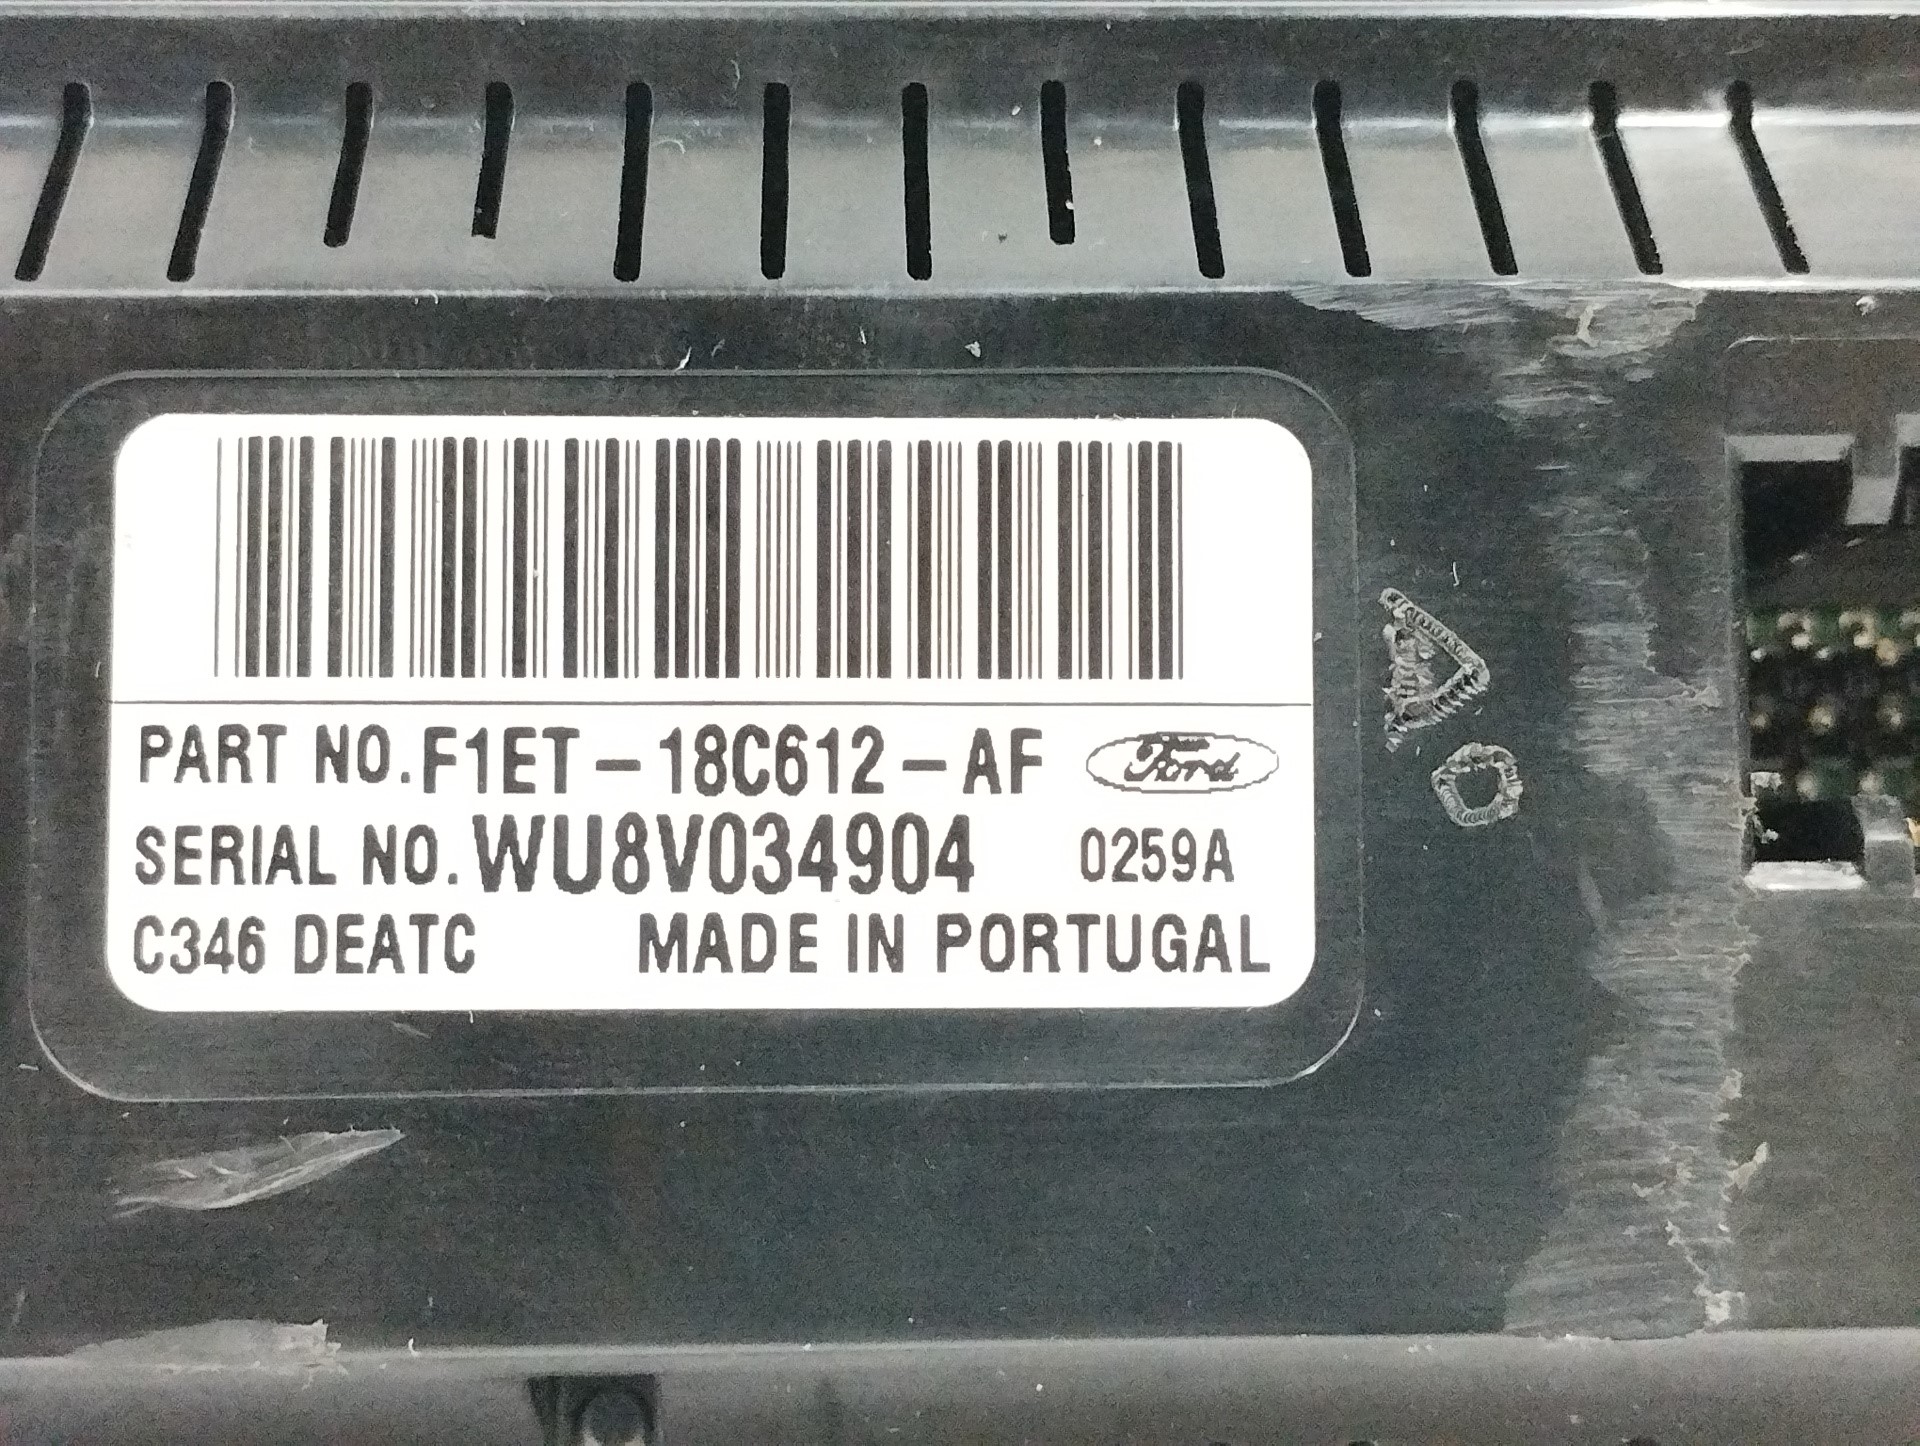 PART NO. F1ET-18C612-AF Ford
SERIAL NO. WU8V034904 0259A
C346 DEATC MADE IN PORTUGAL